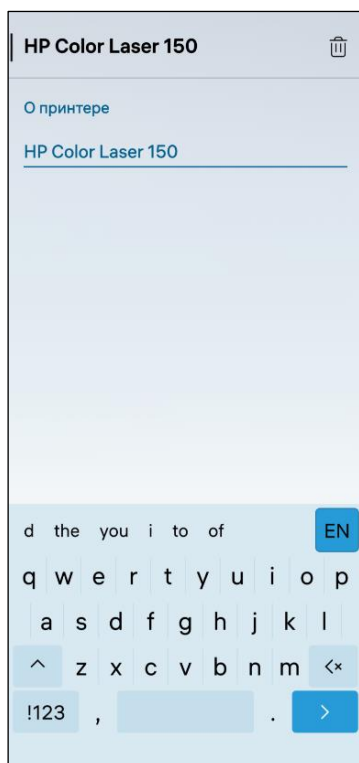 HP Color Laser 150
О принтере
HP Color Laser 150
d the you i to of EN
q w e r t y u i o p
a s d f g h j k l
z x c v b n m
!123 , .